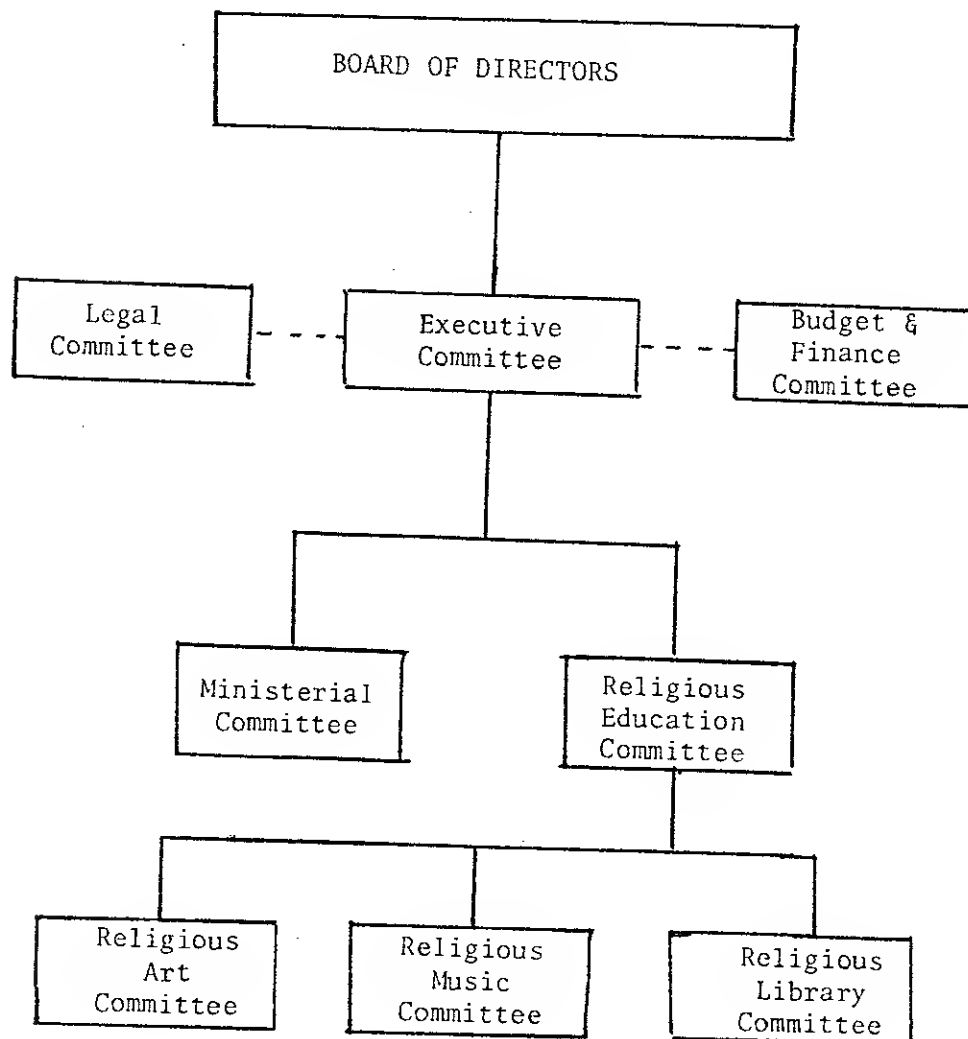 BOARD OF DIRECTORS
Legal
Committee
Executive
Committee
Budget &
Finance
Committee
Ministerial
Committee
Religious
Education
Committee
Religious
Art
Committee
Religious
Music
Committee
Religious
Library
Committee